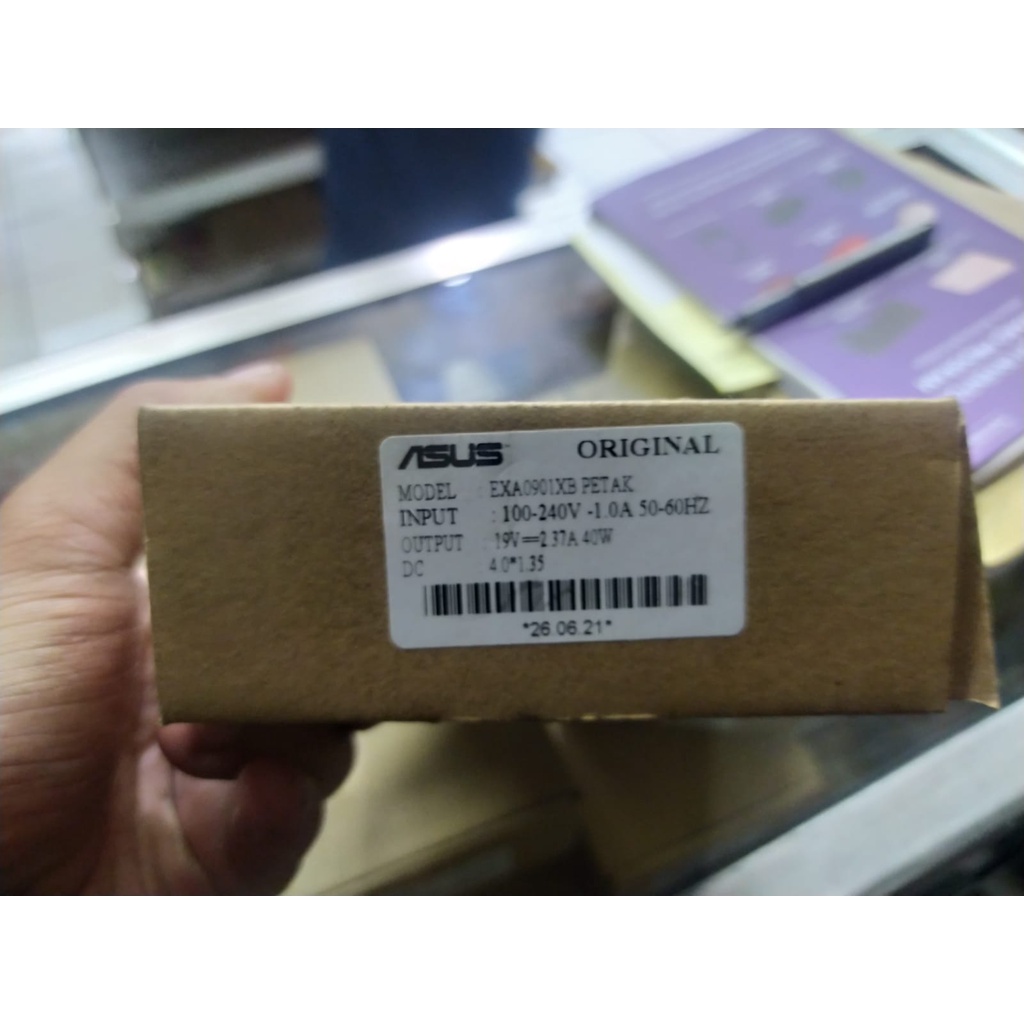 ASUS ORIGINAL
MODEL : EXA0901XB PETAK
INPUT : 100-240V -1.0A 50-60HZ
OUTPUT : 19V⎓2.37A 40W
DC : 4.0*1.35
*26.06.21*